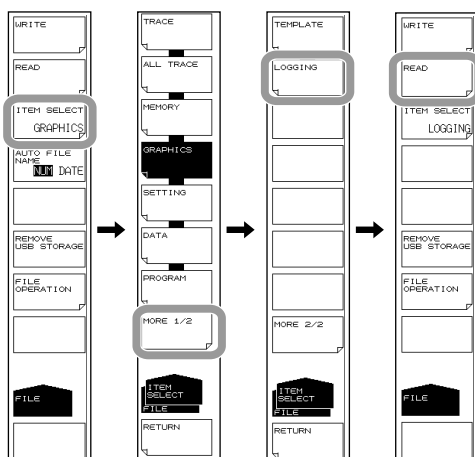 WRITE
READ
ITEM SELECT
GRAPHICS
AUTO FILE
NAME
NUM DATE
REMOVE
USB STORAGE
FILE
OPERATION
FILE
TRACE
ALL TRACE
MEMORY
GRAPHICS
SETTING
DATA
PROGRAM
MORE 1/2
ITEM
SELECT
FILE
RETURN
TEMPLATE
LOGGING
MORE 2/2
ITEM
SELECT
FILE
RETURN
WRITE
READ
ITEM SELECT
LOGGING
REMOVE
USB STORAGE
FILE
OPERATION
FILE